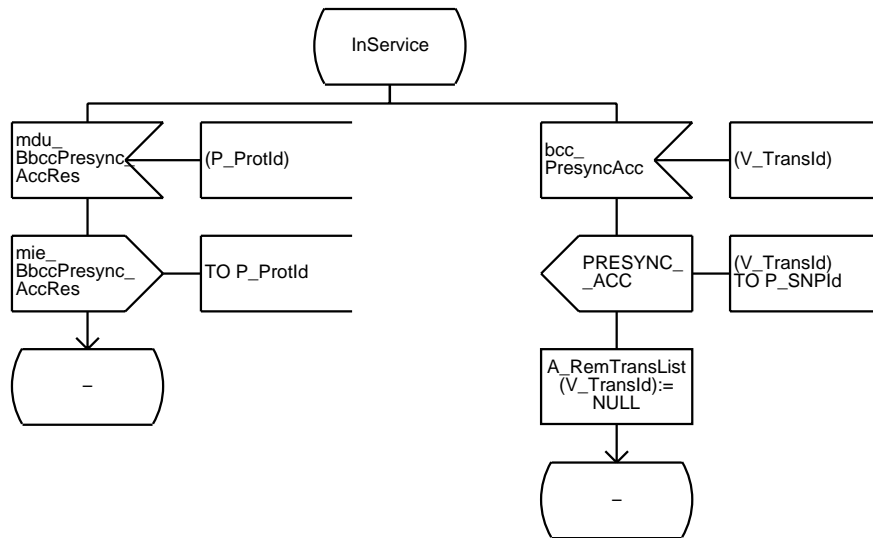 InService
mdu_
BbccPresync_
AccRes
(P_ProtId)
mie_
BbccPresync_
AccRes
TO P_ProtId
–
bcc_
PresyncAcc
(V_TransId)
PRESYNC_
_ACC
(V_TransId)
TO P_SNPId
A_RemTransList
(V_TransId):=
NULL
–